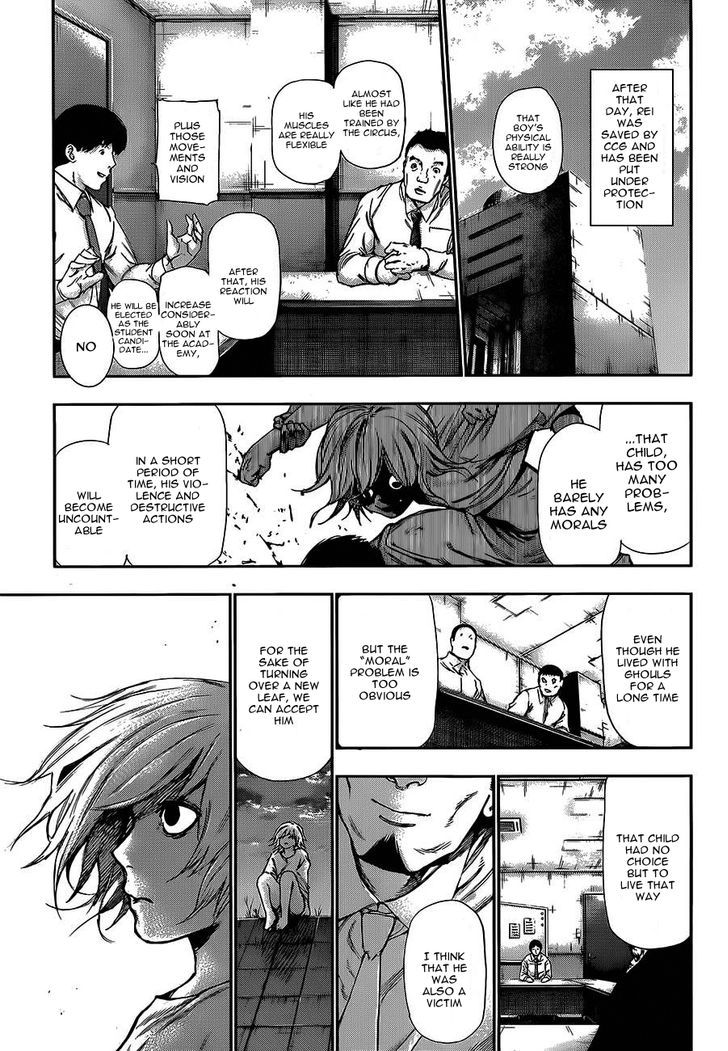 AFTER
THAT
DAY, REI
WAS
SAVED BY
CCG AND
HAS BEEN
PUT
UNDER
PROTEC-
TION
THAT
BOY'S
PHYSICAL
ABILITY IS
REALLY
STRONG
ALMOST
LIKE HE HAD
BEEN
TRAINED BY
THE CIRCUS,
HIS
MUSCLES
ARE REALLY
FLEXIBLE
PLUS
THOSE
MOVE-
MENTS
AND
VISION
AFTER
THAT, HIS
REACTION
WILL
INCREASE
CONSIDER-
ABLY
SOON AT
THE ACAD-
EMY,
HE WILL BE
ELECTED
AS THE
STUDENT
CANDI-
DATE...
NO
...THAT
CHILD,
HAS TOO
MANY
PROB-
LEMS,
HE
BARELY
HAS ANY
MORALS
IN A SHORT
PERIOD OF
TIME, HIS VIO-
LENCE AND
DESTRUCTIVE
ACTIONS
WILL
BECOME
UNCOUNT-
ABLE
EVEN
THOUGH HE
LIVED WITH
GHOULS
FOR A
LONG TIME
BUT THE
"MORAL"
PROBLEM IS
TOO
OBVIOUS
THAT CHILD
HAD NO
CHOICE
BUT TO
LIVE THAT
WAY
I THINK
THAT HE
WAS
ALSO A
VICTIM
FOR THE
SAKE OF
TURNING
OVER A NEW
LEAF, WE
CAN ACCEPT
HIM